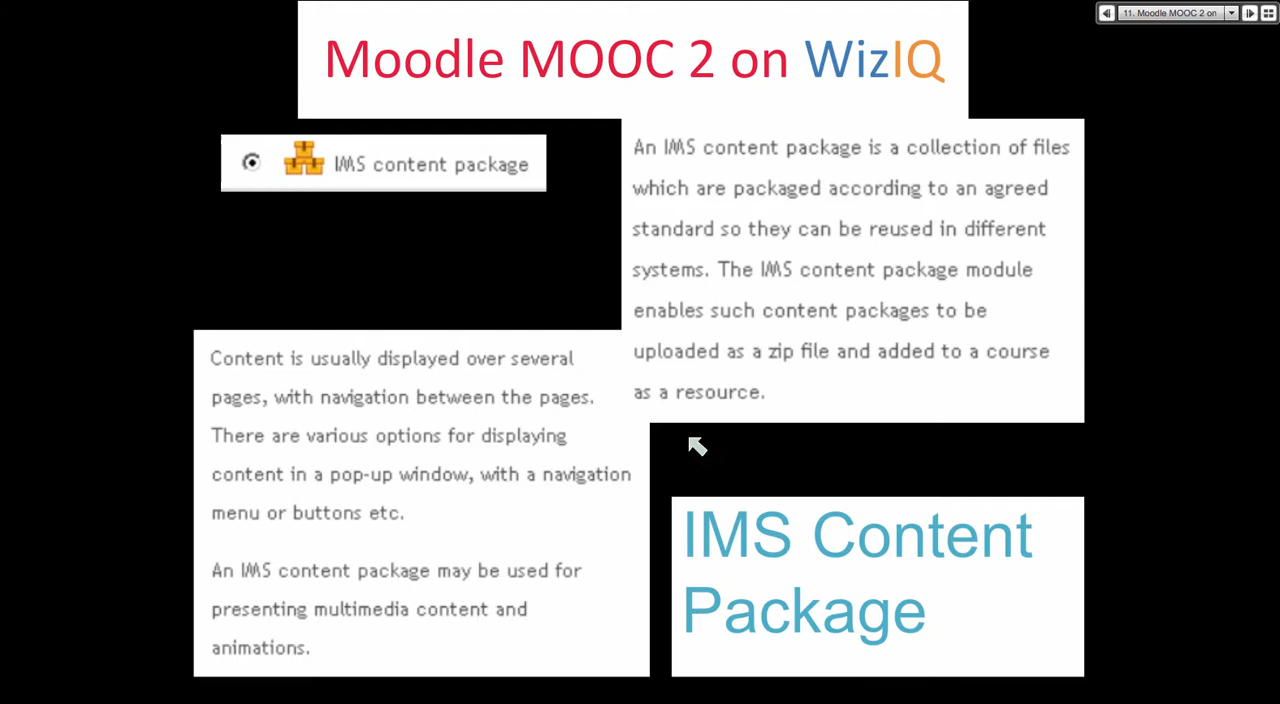 11. Moodle MOOC 2 on
Moodle MOOC 2 on WizIQ
IMS content package
An IMS content package is a collection of files
which are packaged according to an agreed
standard so they can be reused in different
systems. The IMS content package module
enables such content packages to be
uploaded as a zip file and added to a course
as a resource.
Content is usually displayed over several
pages, with navigation between the pages.
There are various options for displaying
content in a pop-up window, with a navigation
menu or buttons etc.
An IMS content package may be used for
presenting multimedia content and
animations.
IMS Content
Package